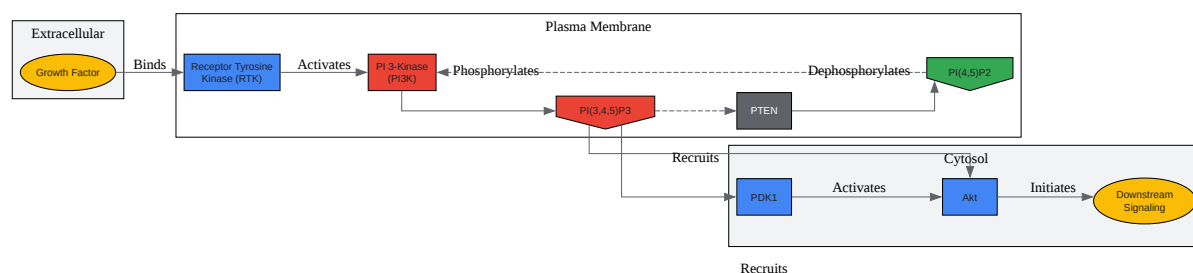 Plasma Membrane
Extracellular
Growth Factor
Binds
Receptor Tyrosine
Kinase (RTK)
Activates
PI 3-Kinase
(PI3K)
Phosphorylates
Dephosphorylates
PI(4,5)P2
PI(3,4,5)P3
PTEN
Recruits
Cytosol
PDK1
Activates
Akt
Initiates
Downstream
Signaling
Recruits